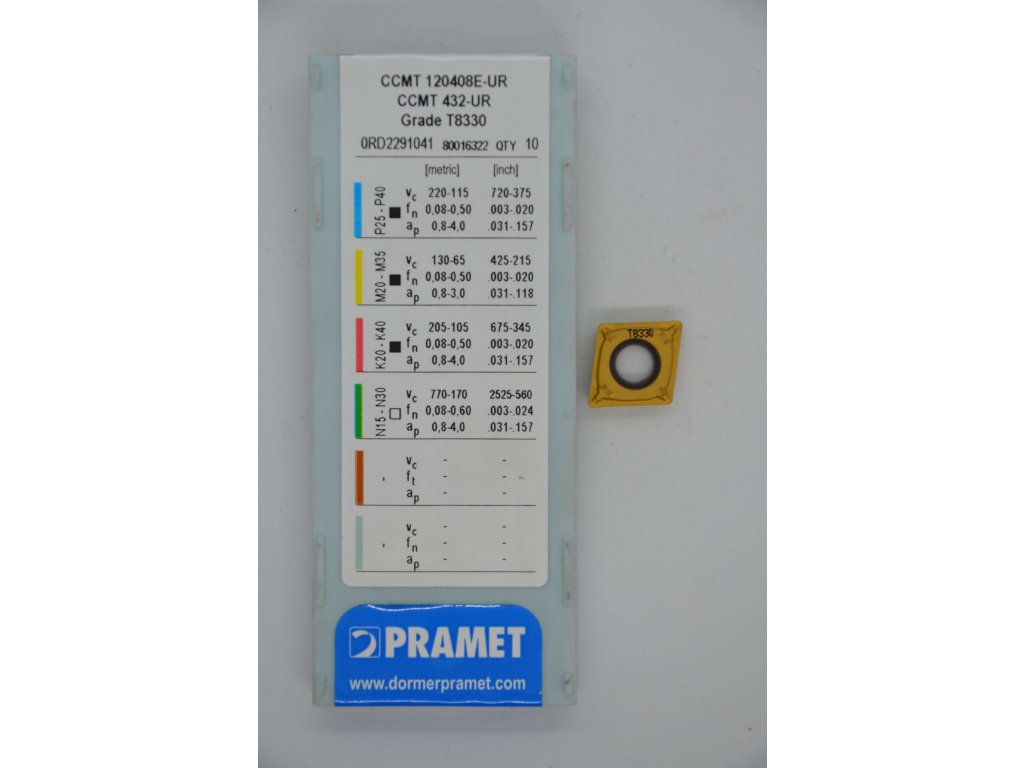 CCMT 120408E-UR
CCMT 432-UR
Grade T8330
0RD2291041 80016322 QTY 10
[metric] [inch]
P25 - P40
vc 220-115 720-375
fn 0,08-0,50 .003-.020
ap 0,8-4,0 .031-.157
M20 - M35
vc 130-65 425-215
fn 0,08-0,50 .003-.020
ap 0,8-3,0 .031-.118
K20 - K40
vc 205-105 675-345
fn 0,08-0,50 .003-.020
ap 0,8-4,0 .031-.157
N15 - N30
vc 770-170 2525-560
fn 0,08-0,60 .003-.024
ap 0,8-4,0 .031-.157
-
vc - -
ft - -
ap - -
-
vc - -
fn - -
ap - -
PRAMET
www.dormerpramet.com
T8330